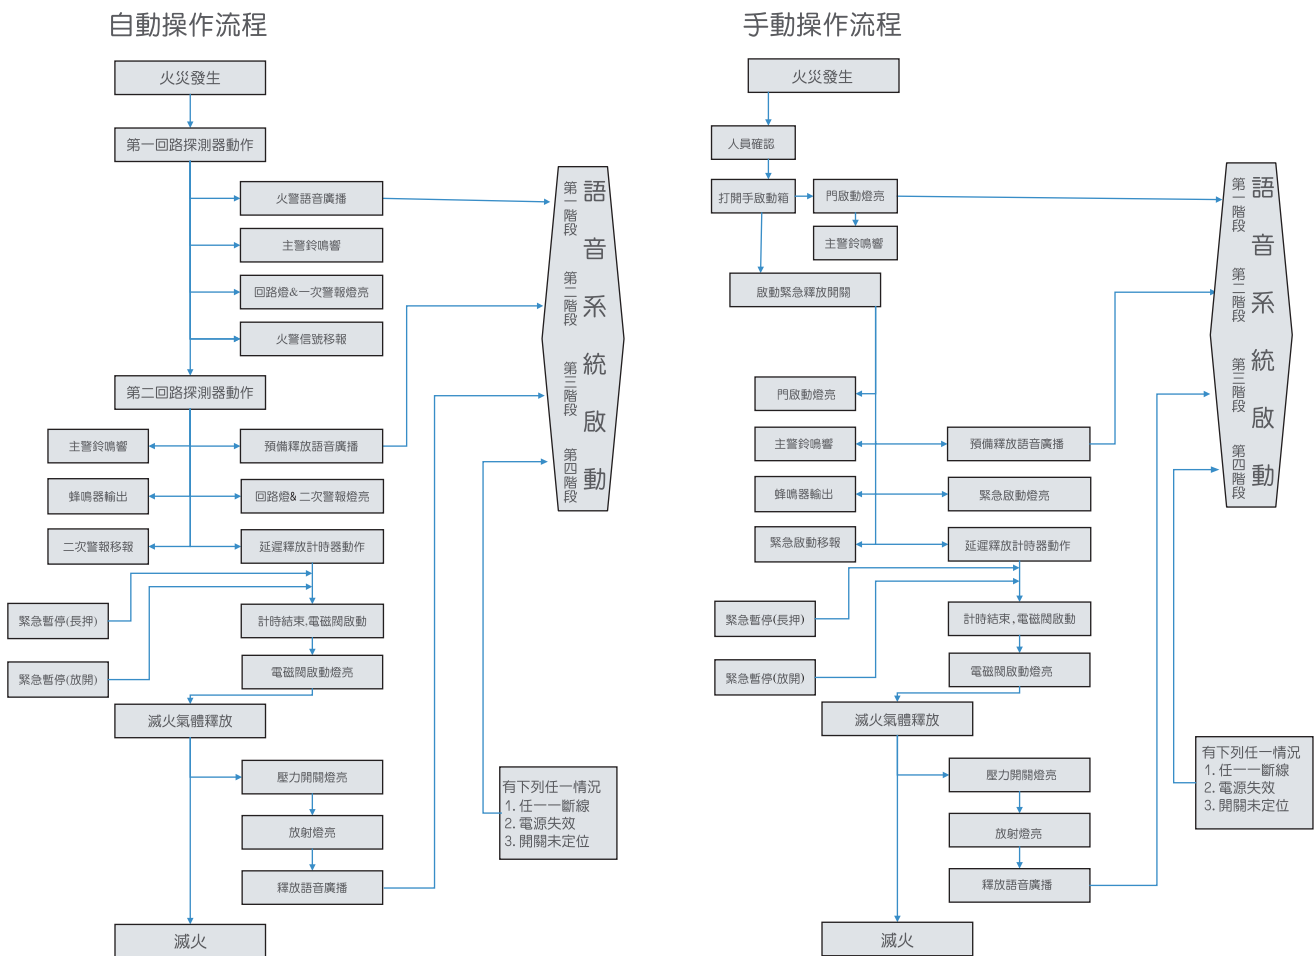 自動操作流程
火災發生
第一回路探測器動作
火警語音廣播
主警鈴鳴響
回路燈&一次警報燈亮
火警信號移報
第二回路探測器動作
主警鈴鳴響
預備釋放語音廣播
蜂鳴器輸出
回路燈& 二次警報燈亮
二次警報移報
延遲釋放計時器動作
緊急暫停(長押)
計時結束,電磁閥啟動
緊急暫停(放開)
電磁閥啟動燈亮
滅火氣體釋放
壓力開關燈亮
放射燈亮
釋放語音廣播
滅火
語音系統啟動
第一階段
第二階段
第三階段
第四階段
有下列任一情況
1. 任一一斷線
2. 電源失效
3. 開關未定位
手動操作流程
火災發生
人員確認
打開手啟動箱
門啟動燈亮
主警鈴鳴響
啟動緊急釋放開關
門啟動燈亮
主警鈴鳴響
預備釋放語音廣播
蜂鳴器輸出
緊急啟動燈亮
緊急啟動移報
延遲釋放計時器動作
緊急暫停(長押)
計時結束,電磁閥啟動
緊急暫停(放開)
電磁閥啟動燈亮
滅火氣體釋放
壓力開關燈亮
放射燈亮
釋放語音廣播
滅火
語音系統啟動
第一階段
第二階段
第三階段
第四階段
有下列任一情況
1. 任一一斷線
2. 電源失效
3. 開關未定位